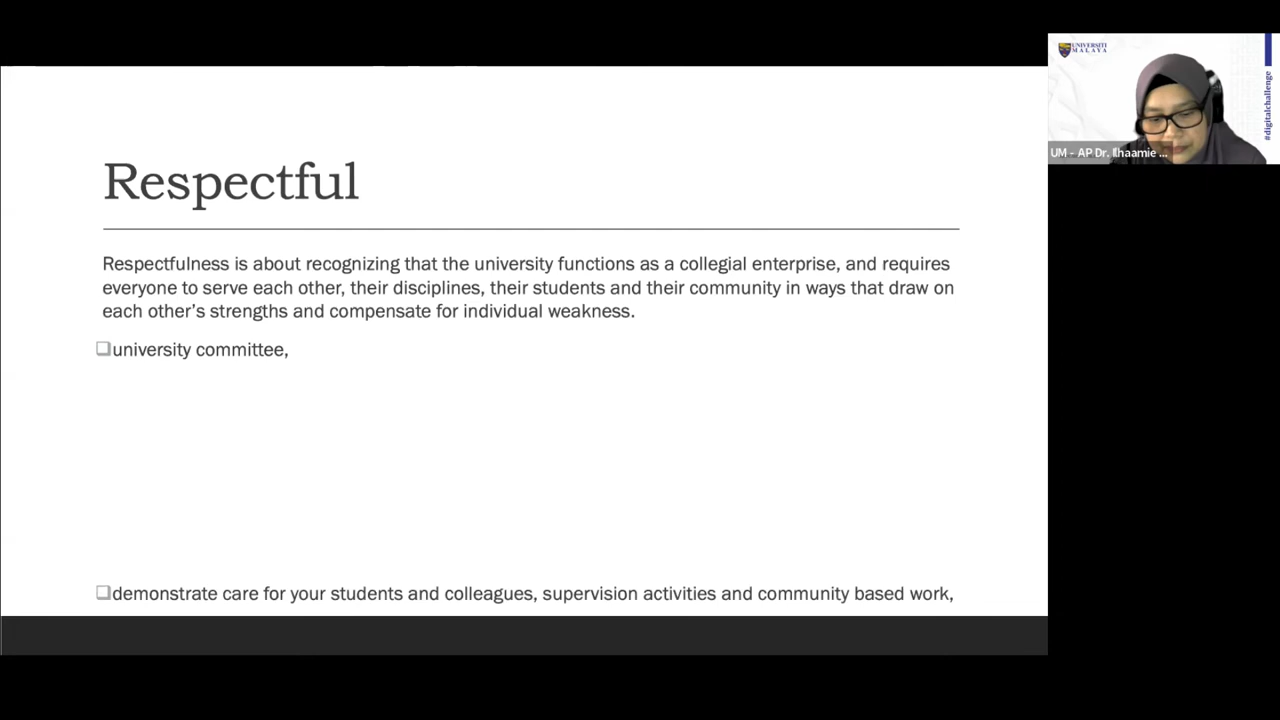 Respectful
Respectfulness is about recognizing that the university functions as a collegial enterprise, and requires
everyone to serve each other, their disciplines, their students and their community in ways that draw on
each other’s strengths and compensate for individual weakness.
university committee,
demonstrate care for your students and colleagues, supervision activities and community based work,
UNIVERSITI
MALAYA
#digitalchallenge
UM - AP Dr. Ilhaamie ...